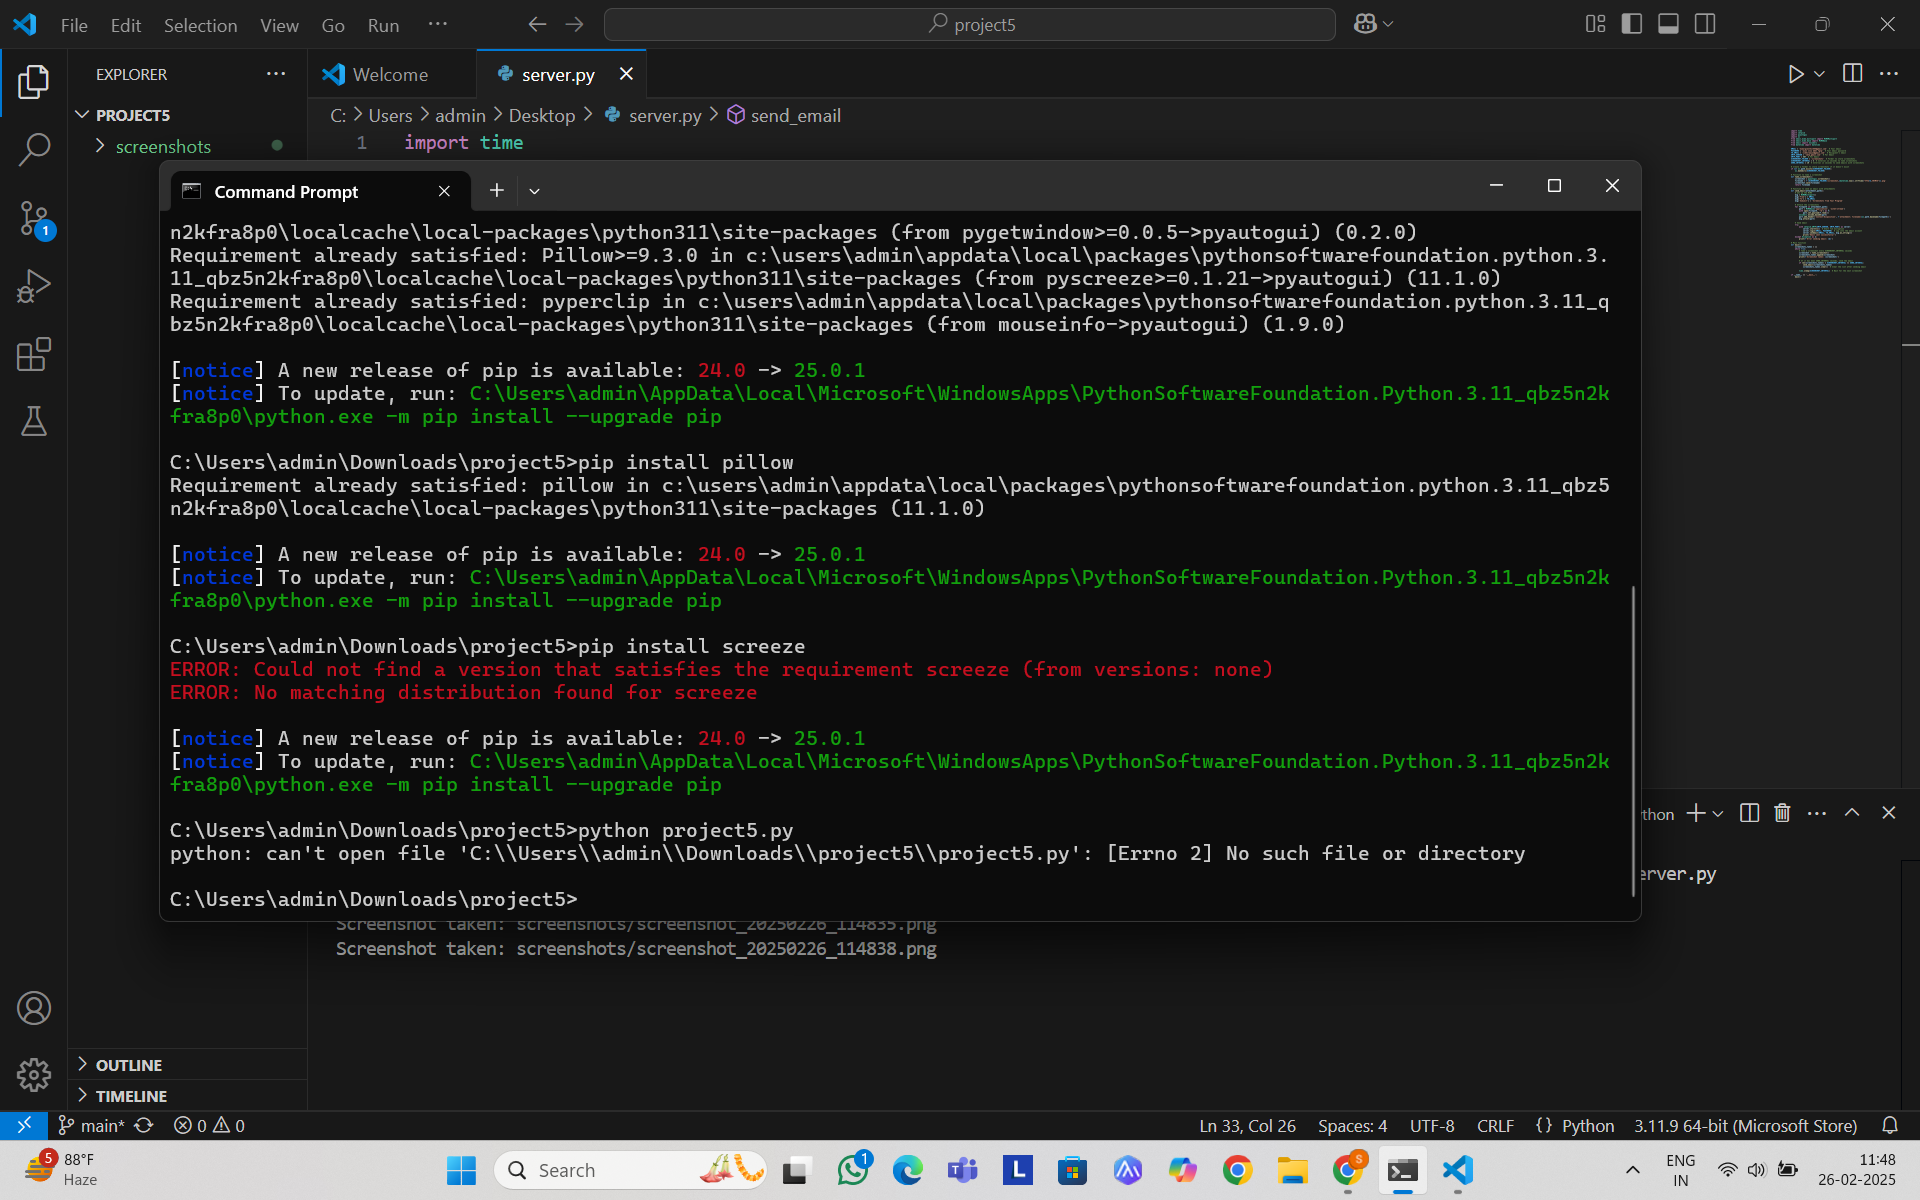 File Edit Selection View Go Run ··· project5
EXPLORER ···
Welcome server.py
PROJECT5
C: > Users > admin > Desktop > server.py > send_email
screenshots
1 import time
Command Prompt
n2kfra8p0\localcache\local-packages\python311\site-packages (from pygetwindow>=0.0.5->pyautogui) (0.2.0)
Requirement already satisfied: Pillow>=9.3.0 in c:\users\admin\appdata\local\packages\pythonsoftwarefoundation.python.3.
11_qbz5n2kfra8p0\localcache\local-packages\python311\site-packages (from pyscreeze>=0.1.21->pyautogui) (11.1.0)
Requirement already satisfied: pyperclip in c:\users\admin\appdata\local\packages\pythonsoftwarefoundation.python.3.11_q
bz5n2kfra8p0\localcache\local-packages\python311\site-packages (from mouseinfo->pyautogui) (1.9.0)
[notice] A new release of pip is available: 24.0 -> 25.0.1
[notice] To update, run: C:\Users\admin\AppData\Local\Microsoft\WindowsApps\PythonSoftwareFoundation.Python.3.11_qbz5n2k
fra8p0\python.exe -m pip install --upgrade pip
C:\Users\admin\Downloads\project5>pip install pillow
Requirement already satisfied: pillow in c:\users\admin\appdata\local\packages\pythonsoftwarefoundation.python.3.11_qbz5
n2kfra8p0\localcache\local-packages\python311\site-packages (11.1.0)
[notice] A new release of pip is available: 24.0 -> 25.0.1
[notice] To update, run: C:\Users\admin\AppData\Local\Microsoft\WindowsApps\PythonSoftwareFoundation.Python.3.11_qbz5n2k
fra8p0\python.exe -m pip install --upgrade pip
C:\Users\admin\Downloads\project5>pip install screeze
ERROR: Could not find a version that satisfies the requirement screeze (from versions: none)
ERROR: No matching distribution found for screeze
[notice] A new release of pip is available: 24.0 -> 25.0.1
[notice] To update, run: C:\Users\admin\AppData\Local\Microsoft\WindowsApps\PythonSoftwareFoundation.Python.3.11_qbz5n2k
fra8p0\python.exe -m pip install --upgrade pip
C:\Users\admin\Downloads\project5>python project5.py
python: can't open file 'C:\\Users\\admin\\Downloads\\project5\\project5.py': [Errno 2] No such file or directory
C:\Users\admin\Downloads\project5>
thon
erver.py
Screenshot taken: screenshots/screenshot_20250226_114835.png
Screenshot taken: screenshots/screenshot_20250226_114838.png
OUTLINE
TIMELINE
main* 0 0 Ln 33, Col 26 Spaces: 4 UTF-8 CRLF {} Python 3.11.9 64-bit (Microsoft Store)
1
5 88°F
Haze
Search 1 S
ENG
IN
11:48
26-02-2025